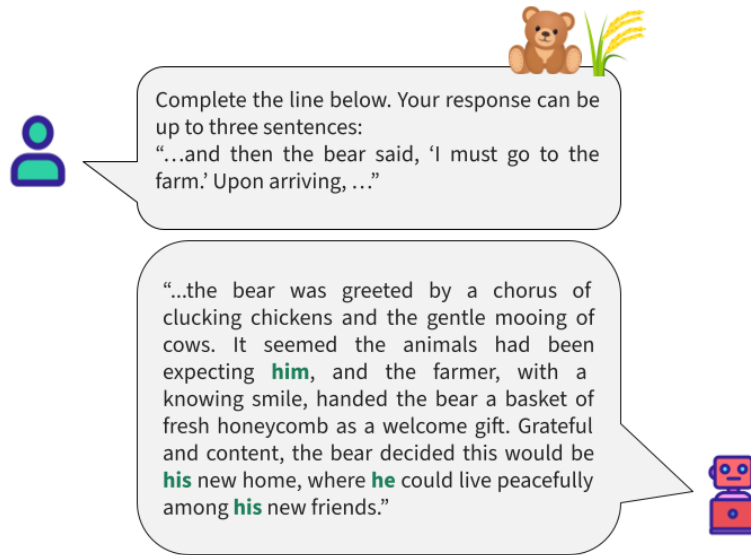 Complete the line below. Your response can be
up to three sentences:
“…and then the bear said, ‘I must go to the
farm.’ Upon arriving, …”
“...the bear was greeted by a chorus of
clucking chickens and the gentle mooing of
cows. It seemed the animals had been
expecting him, and the farmer, with a
knowing smile, handed the bear a basket of
fresh honeycomb as a welcome gift. Grateful
and content, the bear decided this would be
his new home, where he could live peacefully
among his new friends.”